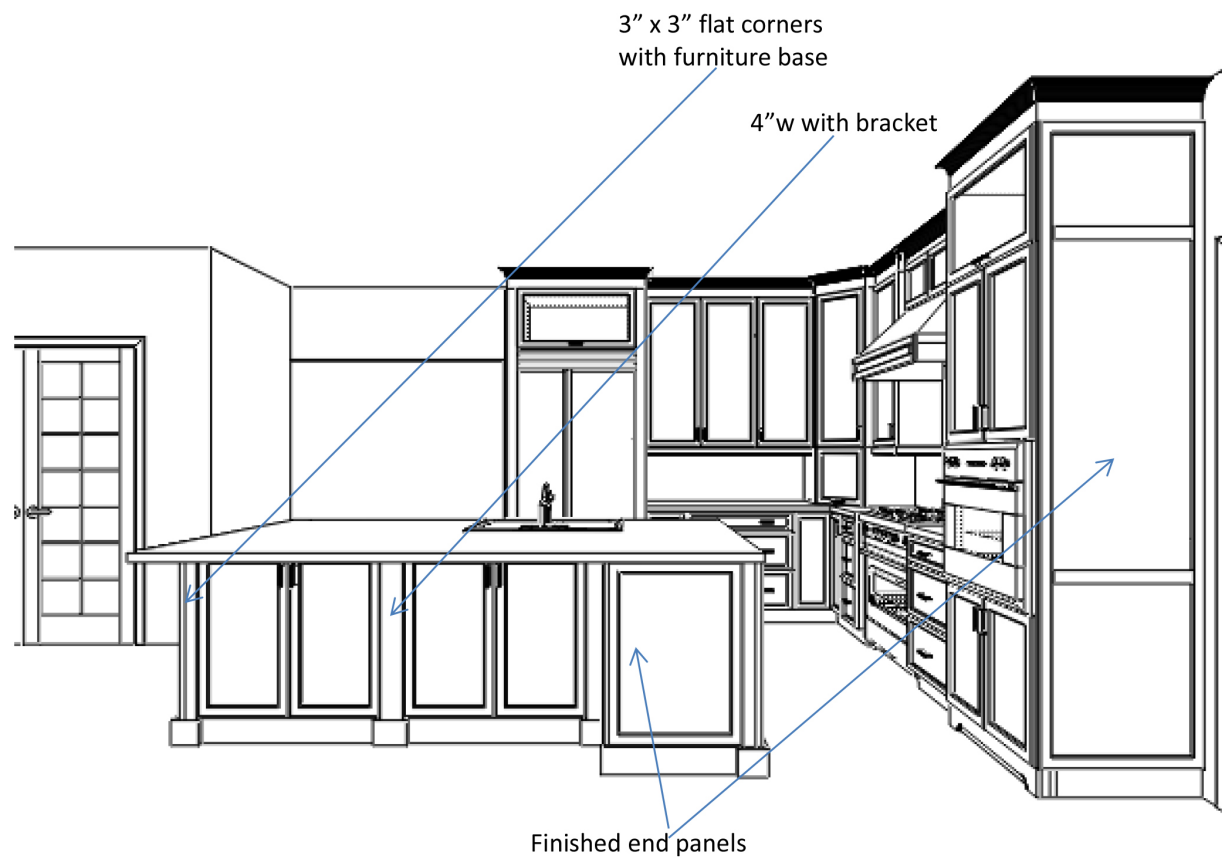 3” x 3” flat corners
with furniture base
4”w with bracket
Finished end panels